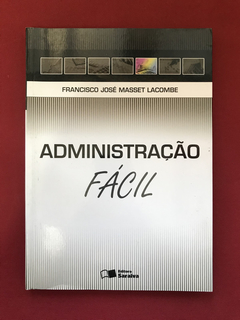 FRANCISCO JOSÉ MASSET LACOMBE
ADMINISTRAÇÃO
FÁCIL
Editora
Saraiva